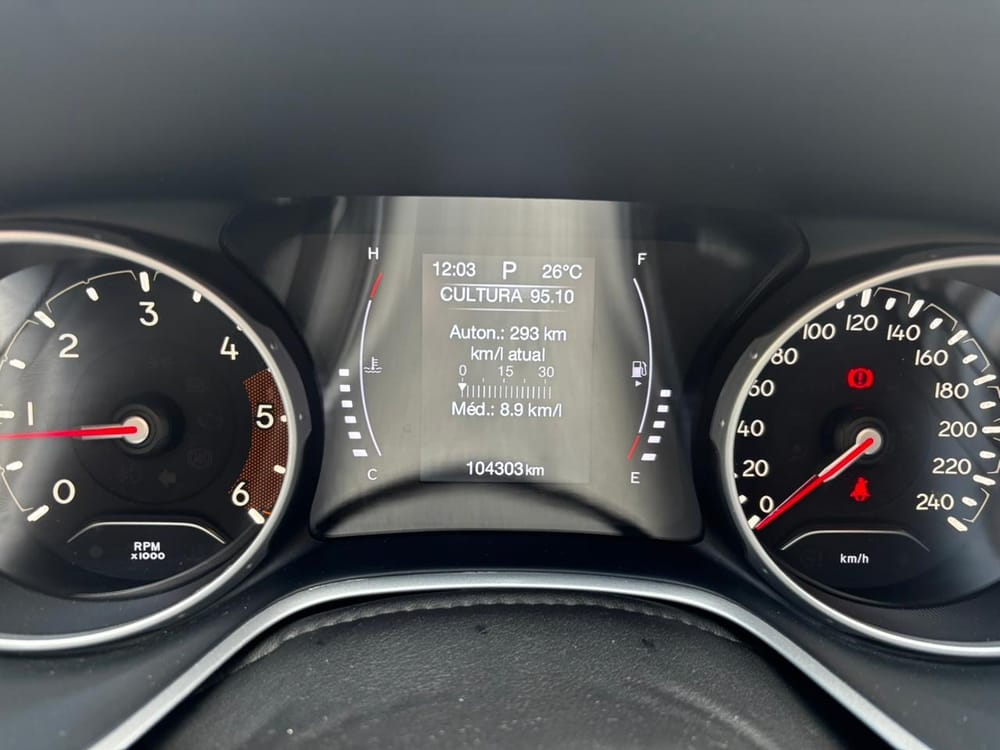 0
1
2
3
4
5
6
RPM
x1000
H
C
12:03 P 26°C
CULTURA 95.10
Auton.: 293 km
km/l atual
0 15 30
Méd.: 8.9 km/l
104303 km
F
E
0
20
40
60
80
100
120
140
160
180
200
220
240
km/h